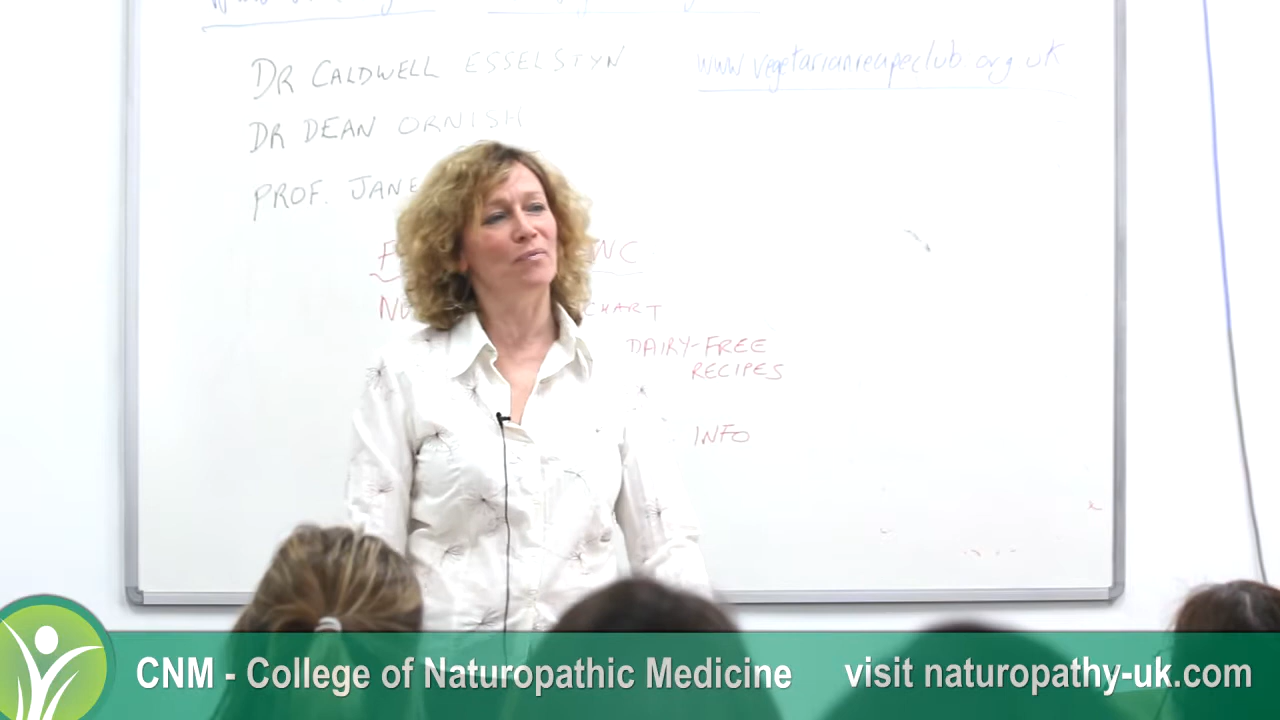 DR CALDWELL ESSELSTYN
www.vegetarianrecipeclub.org.uk
DR DEAN ORNISH
PROF. JANE
CHART
DAIRY-FREE
RECIPES
INFO
CNM - College of Naturopathic Medicine
visit naturopathy-uk.com